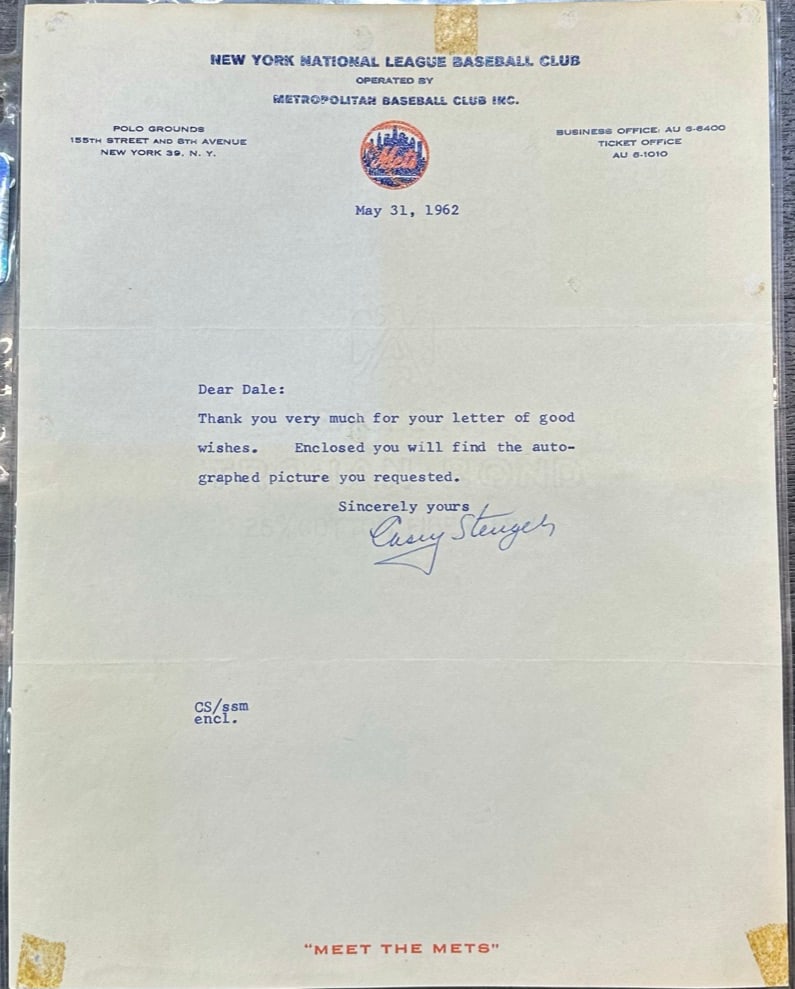 NEW YORK NATIONAL LEAGUE BASEBALL CLUB
OPERATED BY
METROPOLITAN BASEBALL CLUB INC.
POLO GROUNDS
155TH STREET AND 8TH AVENUE
NEW YORK 39, N. Y.
Mets
BUSINESS OFFICE: AU 6-6400
TICKET OFFICE
AU 6-1010
May 31, 1962
Dear Dale:
Thank you very much for your letter of good
wishes. Enclosed you will find the auto-
graphed picture you requested.
Sincerely yours
Casey Stengel
CS/ssm
encl.
"MEET THE METS"